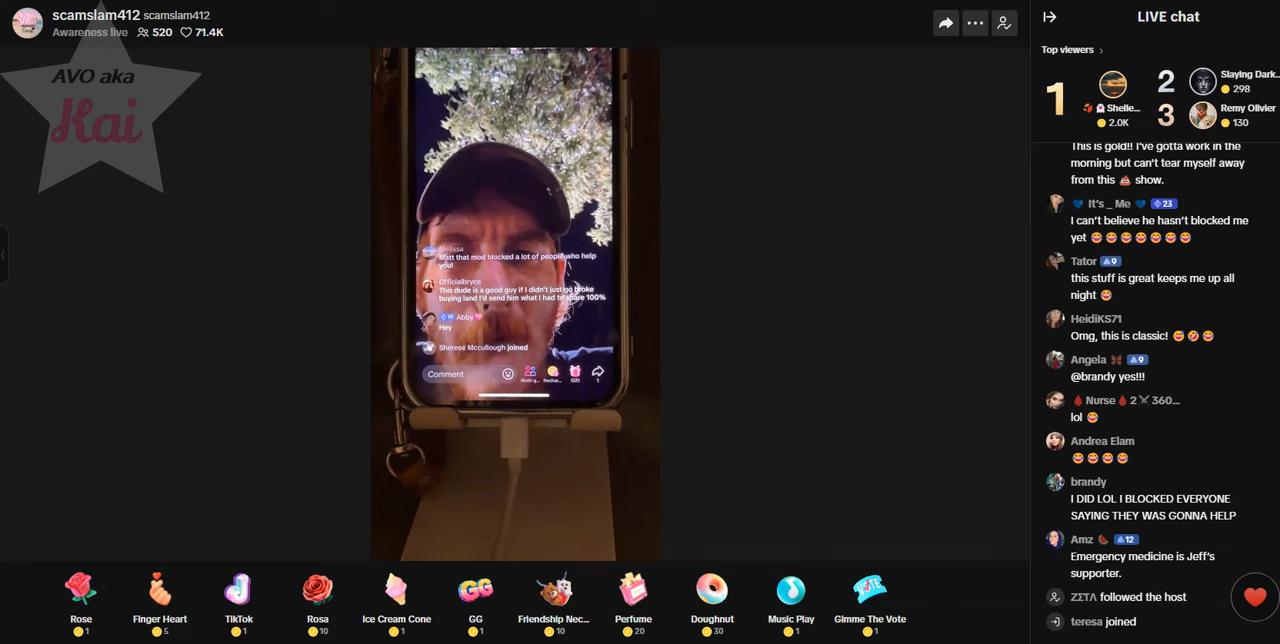 scamslam412 scamslam412
Awareness live 520 71.4K
AVO aka
Kai
Melissa
Matt that mod blocked a lot of people who help
you!
Officialbryce
This dude is a good guy if I didn't just go broke
buying land I'd send him what I had to spare 100%
Abby
Hey
Sherese Mccullough joined
Comment
Multi-g... Rechar... Gift 1
Rose
1
Finger Heart
5
TikTok
1
Rosa
10
Ice Cream Cone
1
GG
1
Friendship Nec...
10
Perfume
20
Doughnut
30
Music Play
1
Gimme The Vote
1
LIVE chat
Top viewers
1
Shelle...
2.0K
2
Slaying Dark...
298
3
Remy Olivier
130
This is gold!! I've gotta work in the
morning but can't tear myself away
from this 💩 show.
It's _ Me 23
I can't believe he hasn't blocked me
yet
Tator 9
this stuff is great keeps me up all
night
HeidiKS71
Omg, this is classic!
Angela 9
@brandy yes!!!
Nurse 2 360...
lol
Andrea Elam
brandy
I DID LOL I BLOCKED EVERYONE
SAYING THEY WAS GONNA HELP
Amz 12
Emergency medicine is Jeff's
supporter.
ΖΣΤΛ followed the host
teresa joined